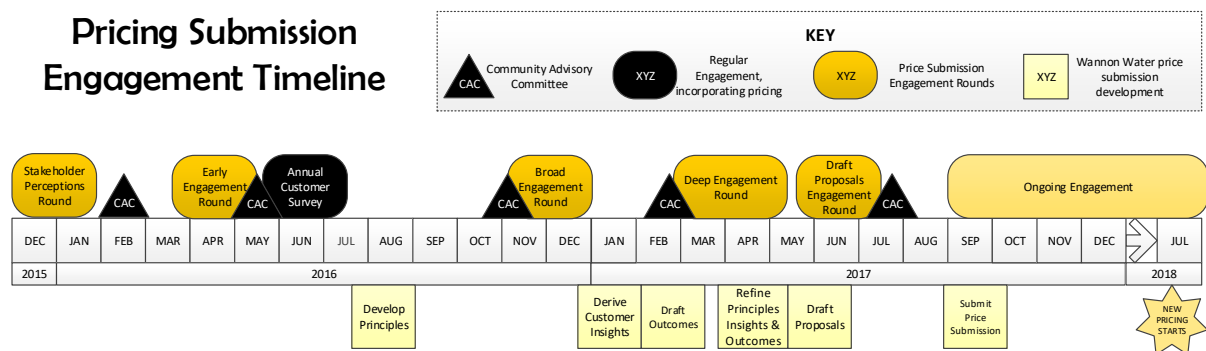 Pricing Submission
Engagement Timeline
KEY
CAC
Community Advisory
Committee
XYZ
Regular
Engagement,
incorporating pricing
XYZ
Price Submission
Engagement Rounds
XYZ
Wannon Water price
submission
development
Stakeholder
Perceptions
Round
CAC
Early
Engagement
Round
CAC
Annual
Customer
Survey
CAC
Broad
Engagement
Round
CAC
Deep Engagement
Round
Draft
Proposals
Engagement
Round
CAC
Ongoing Engagement
DEC JAN FEB MAR APR MAY JUN JUL AUG SEP OCT NOV DEC JAN FEB MAR APR MAY JUN JUL AUG SEP OCT NOV DEC JUL
2015 2016 2017 2018
Develop
Principles
Derive
Customer
Insights
Draft
Outcomes
Refine
Principles
Insights &
Outcomes
Draft
Proposals
Submit
Price
Submission
NEW
PRICING
STARTS